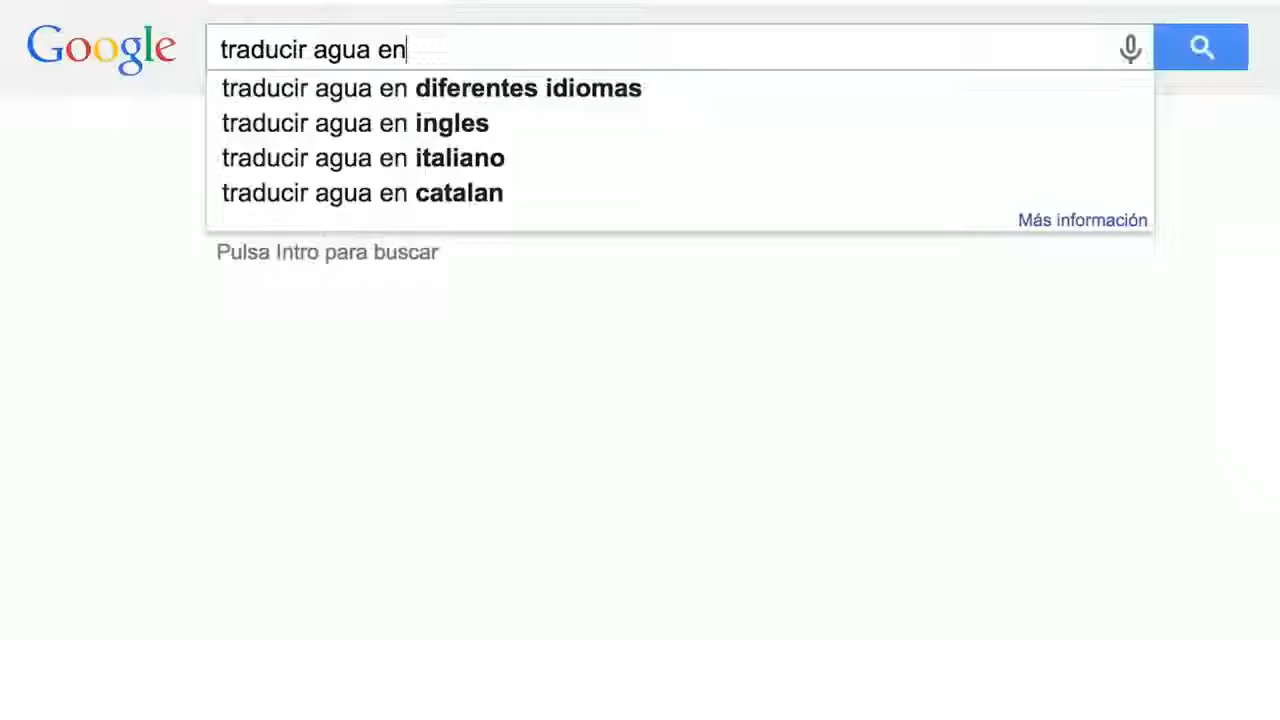 Google
traducir agua en
traducir agua en diferentes idiomas
traducir agua en ingles
traducir agua en italiano
traducir agua en catalan
Más información
Pulsa Intro para buscar